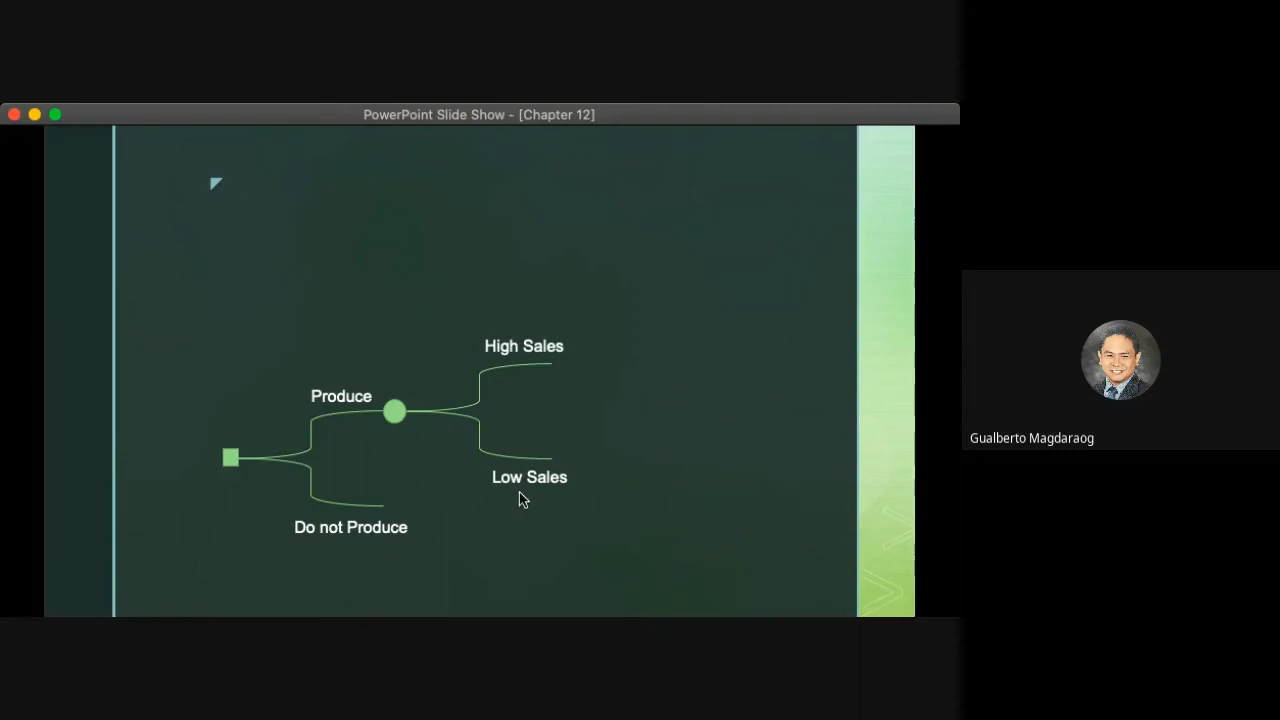 PowerPoint Slide Show - [Chapter 12]
High Sales
Produce
Low Sales
Do not Produce
Gualberto Magdaraog